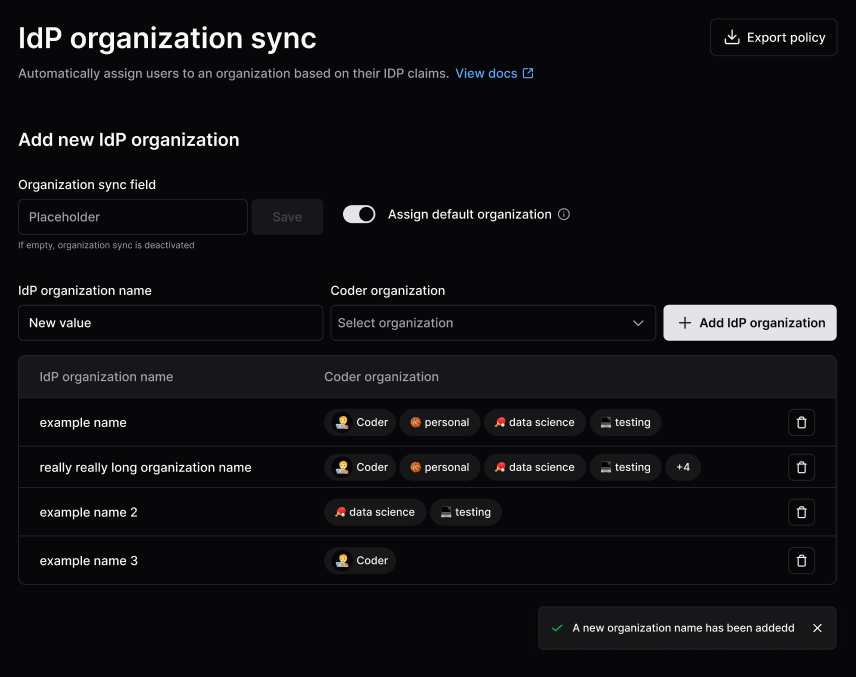 IdP organization sync
Export policy
Automatically assign users to an organization based on their IDP claims. View docs
Add new IdP organization
Organization sync field
Placeholder
Save
Assign default organization
If empty, organization sync is deactivated
IdP organization name
Coder organization
New value
Select organization
Add IdP organization
IdP organization name Coder organization
example name Coder personal data science testing
really really long organization name Coder personal data science testing +4
example name 2 data science testing
example name 3 Coder
A new organization name has been addedd